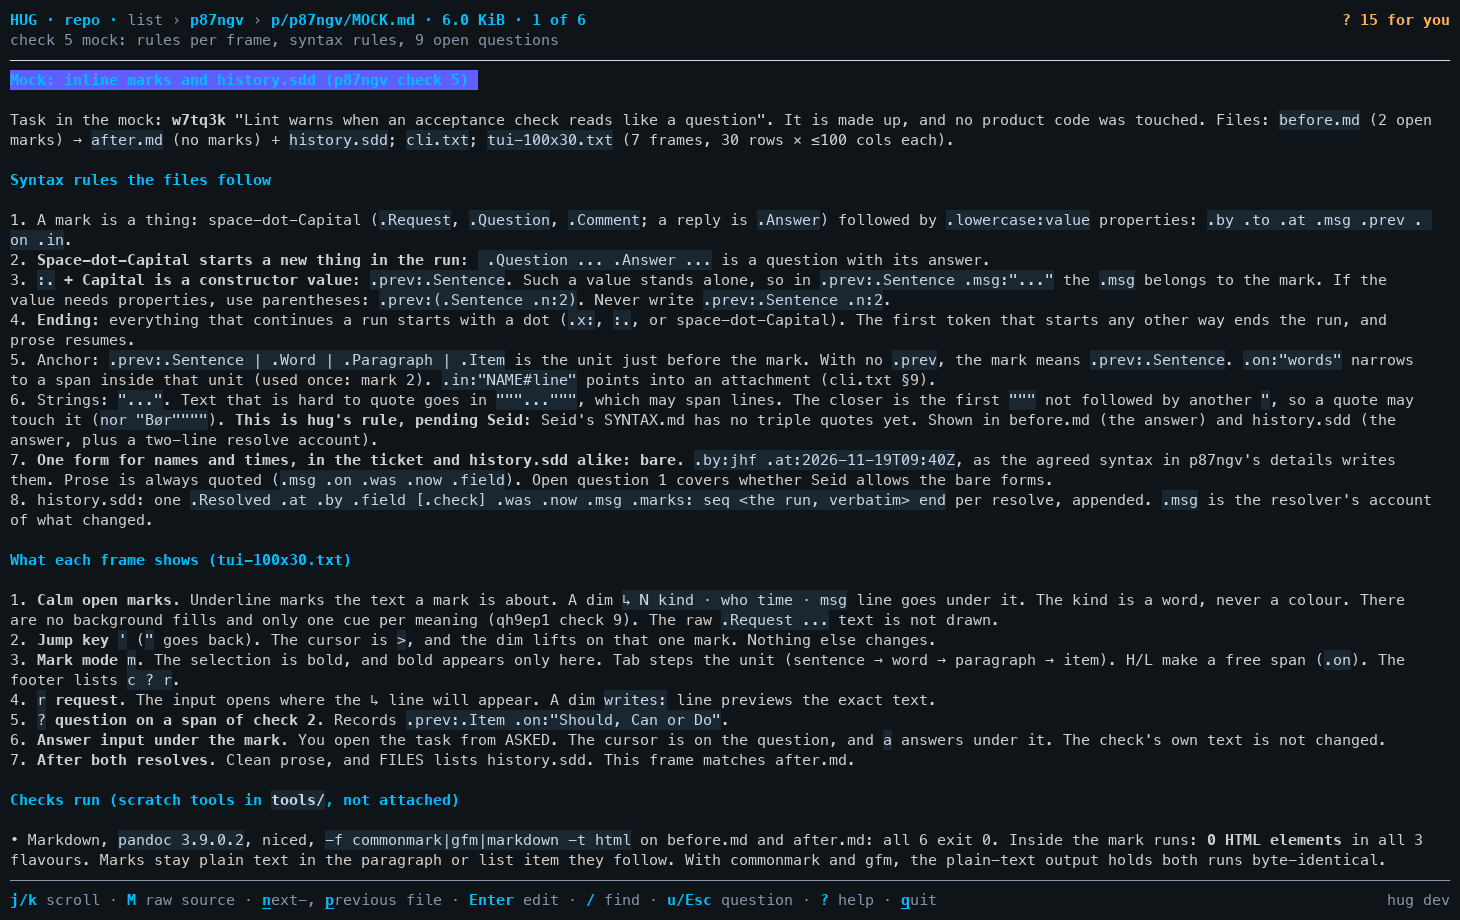 HUG · repo · list › p87ngv › p/p87ngv/MOCK.md · 6.0 KiB · 1 of 6 ? 15 for you
check 5 mock: rules per frame, syntax rules, 9 open questions
Mock: inline marks and history.sdd (p87ngv check 5)
Task in the mock: w7tq3k "Lint warns when an acceptance check reads like a question". It is made up, and no product code was touched. Files: before.md (2 open
marks) → after.md (no marks) + history.sdd; cli.txt; tui-100x30.txt (7 frames, 30 rows × ≤100 cols each).
Syntax rules the files follow
1. A mark is a thing: space-dot-Capital (.Request, .Question, .Comment; a reply is .Answer) followed by .lowercase:value properties: .by .to .at .msg .prev .
on .in.
2. Space-dot-Capital starts a new thing in the run: .Question ... .Answer ... is a question with its answer.
3. :. + Capital is a constructor value: .prev:.Sentence. Such a value stands alone, so in .prev:.Sentence .msg:"..." the .msg belongs to the mark. If the
value needs properties, use parentheses: .prev:(.Sentence .n:2). Never write .prev:.Sentence .n:2.
4. Ending: everything that continues a run starts with a dot (.x:, :., or space-dot-Capital). The first token that starts any other way ends the run, and
prose resumes.
5. Anchor: .prev:.Sentence | .Word | .Paragraph | .Item is the unit just before the mark. With no .prev, the mark means .prev:.Sentence. .on:"words" narrows
to a span inside that unit (used once: mark 2). .in:"NAME#line" points into an attachment (cli.txt §9).
6. Strings: "...". Text that is hard to quote goes in """...""", which may span lines. The closer is the first """ not followed by another ", so a quote may
touch it (nor "Bør""""). This is hug's rule, pending Seid: Seid's SYNTAX.md has no triple quotes yet. Shown in before.md (the answer) and history.sdd (the
answer, plus a two-line resolve account).
7. One form for names and times, in the ticket and history.sdd alike: bare. .by:jhf .at:2026-11-19T09:40Z, as the agreed syntax in p87ngv's details writes
them. Prose is always quoted (.msg .on .was .now .field). Open question 1 covers whether Seid allows the bare forms.
8. history.sdd: one .Resolved .at .by .field [.check] .was .now .msg .marks: seq <the run, verbatim> end per resolve, appended. .msg is the resolver's account
of what changed.
What each frame shows (tui-100x30.txt)
1. Calm open marks. Underline marks the text a mark is about. A dim ↳ N kind · who time · msg line goes under it. The kind is a word, never a colour. There
are no background fills and only one cue per meaning (qh9ep1 check 9). The raw .Request ... text is not drawn.
2. Jump key ' (" goes back). The cursor is >, and the dim lifts on that one mark. Nothing else changes.
3. Mark mode m. The selection is bold, and bold appears only here. Tab steps the unit (sentence → word → paragraph → item). H/L make a free span (.on). The
footer lists c ? r.
4. r request. The input opens where the ↳ line will appear. A dim writes: line previews the exact text.
5. ? question on a span of check 2. Records .prev:.Item .on:"Should, Can or Do".
6. Answer input under the mark. You open the task from ASKED. The cursor is on the question, and a answers under it. The check's own text is not changed.
7. After both resolves. Clean prose, and FILES lists history.sdd. This frame matches after.md.
Checks run (scratch tools in tools/, not attached)
• Markdown, pandoc 3.9.0.2, niced, -f commonmark|gfm|markdown -t html on before.md and after.md: all 6 exit 0. Inside the mark runs: 0 HTML elements in all 3
flavours. Marks stay plain text in the paragraph or list item they follow. With commonmark and gfm, the plain-text output holds both runs byte-identical.
j/k scroll · M raw source · next-, previous file · Enter edit · / find · u/Esc question · ? help · quit hug dev